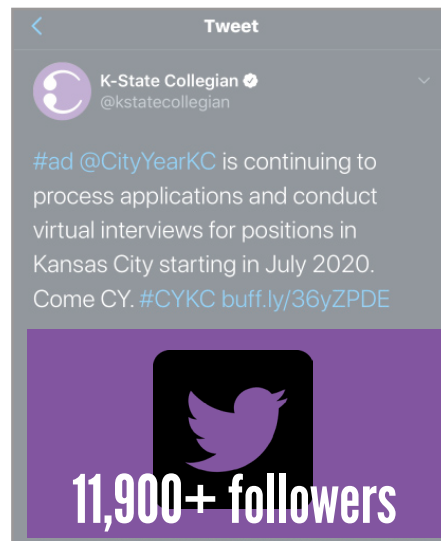 Tweet
K-State Collegian
@kstatecollegian
#ad @CityYearKC is continuing to
process applications and conduct
virtual interviews for positions in
Kansas City starting in July 2020.
Come CY. #CYKC buff.ly/36yZPDE
11,900+ followers